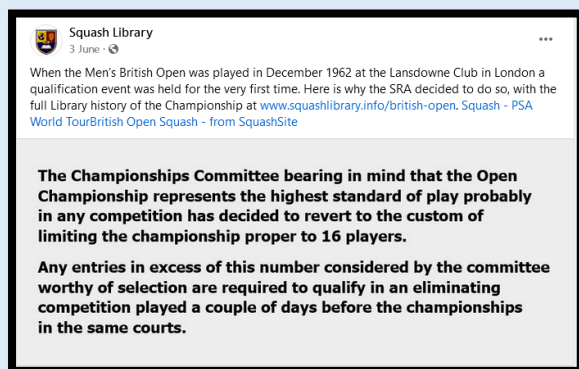 Squash Library
3 June ·
When the Men's British Open was played in December 1962 at the Lansdowne Club in London a
qualification event was held for the very first time. Here is why the SRA decided to do so, with the
full Library history of the Championship at www.squashlibrary.info/british-open. Squash - PSA
World TourBritish Open Squash - from SquashSite
The Championships Committee bearing in mind that the Open
Championship represents the highest standard of play probably
in any competition has decided to revert to the custom of
limiting the championship proper to 16 players.
Any entries in excess of this number considered by the committee
worthy of selection are required to qualify in an eliminating
competition played a couple of days before the championships
in the same courts.